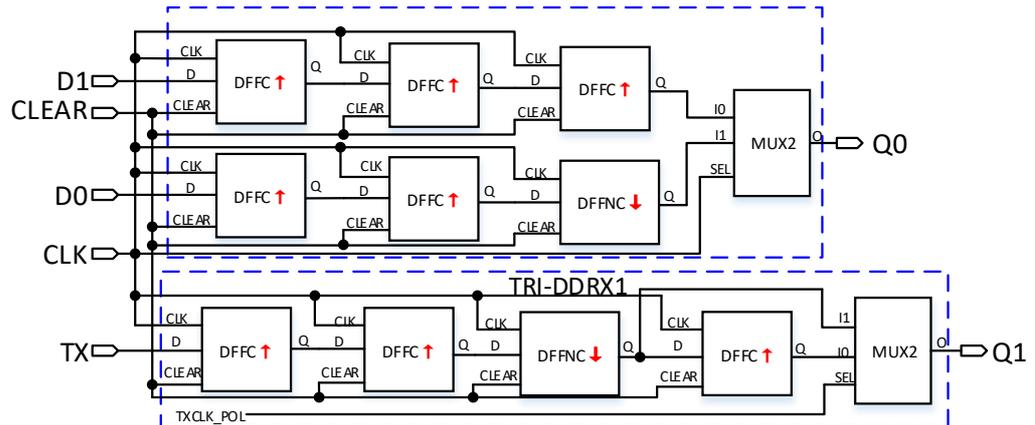 CLK CLK CLK
D1 D DFFC Q D DFFC Q D DFFC Q I0
CLEAR CLEAR CLEAR CLEAR I1 MUX2 O Q0
CLK CLK CLK SEL
D0 D DFFC Q D DFFC Q D DFFNC Q
CLEAR CLEAR CLEAR
CLK
TRI-DDRX1
CLK CLK CLK CLK I1
TX D DFFC Q D DFFC Q D DFFNC Q D DFFC Q I0 MUX2 O Q1
CLEAR CLEAR CLEAR CLEAR SEL
TXCLK_POL